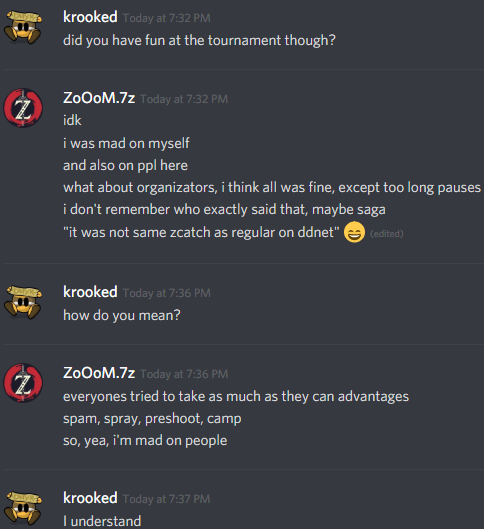 krooked Today at 7:32 PM
did you have fun at the tournament though?
ZoOoM.7z Today at 7:32 PM
idk
i was mad on myself
and also on ppl here
what about organizators, i think all was fine, except too long pauses
i don't remember who exactly said that, maybe saga
"it was not same zcatch as regular on ddnet" 😄 (edited)
krooked Today at 7:36 PM
how do you mean?
ZoOoM.7z Today at 7:36 PM
everyones tried to take as much as they can advantages
spam, spray, preshoot, camp
so, yea, i'm mad on people
krooked Today at 7:37 PM
I understand